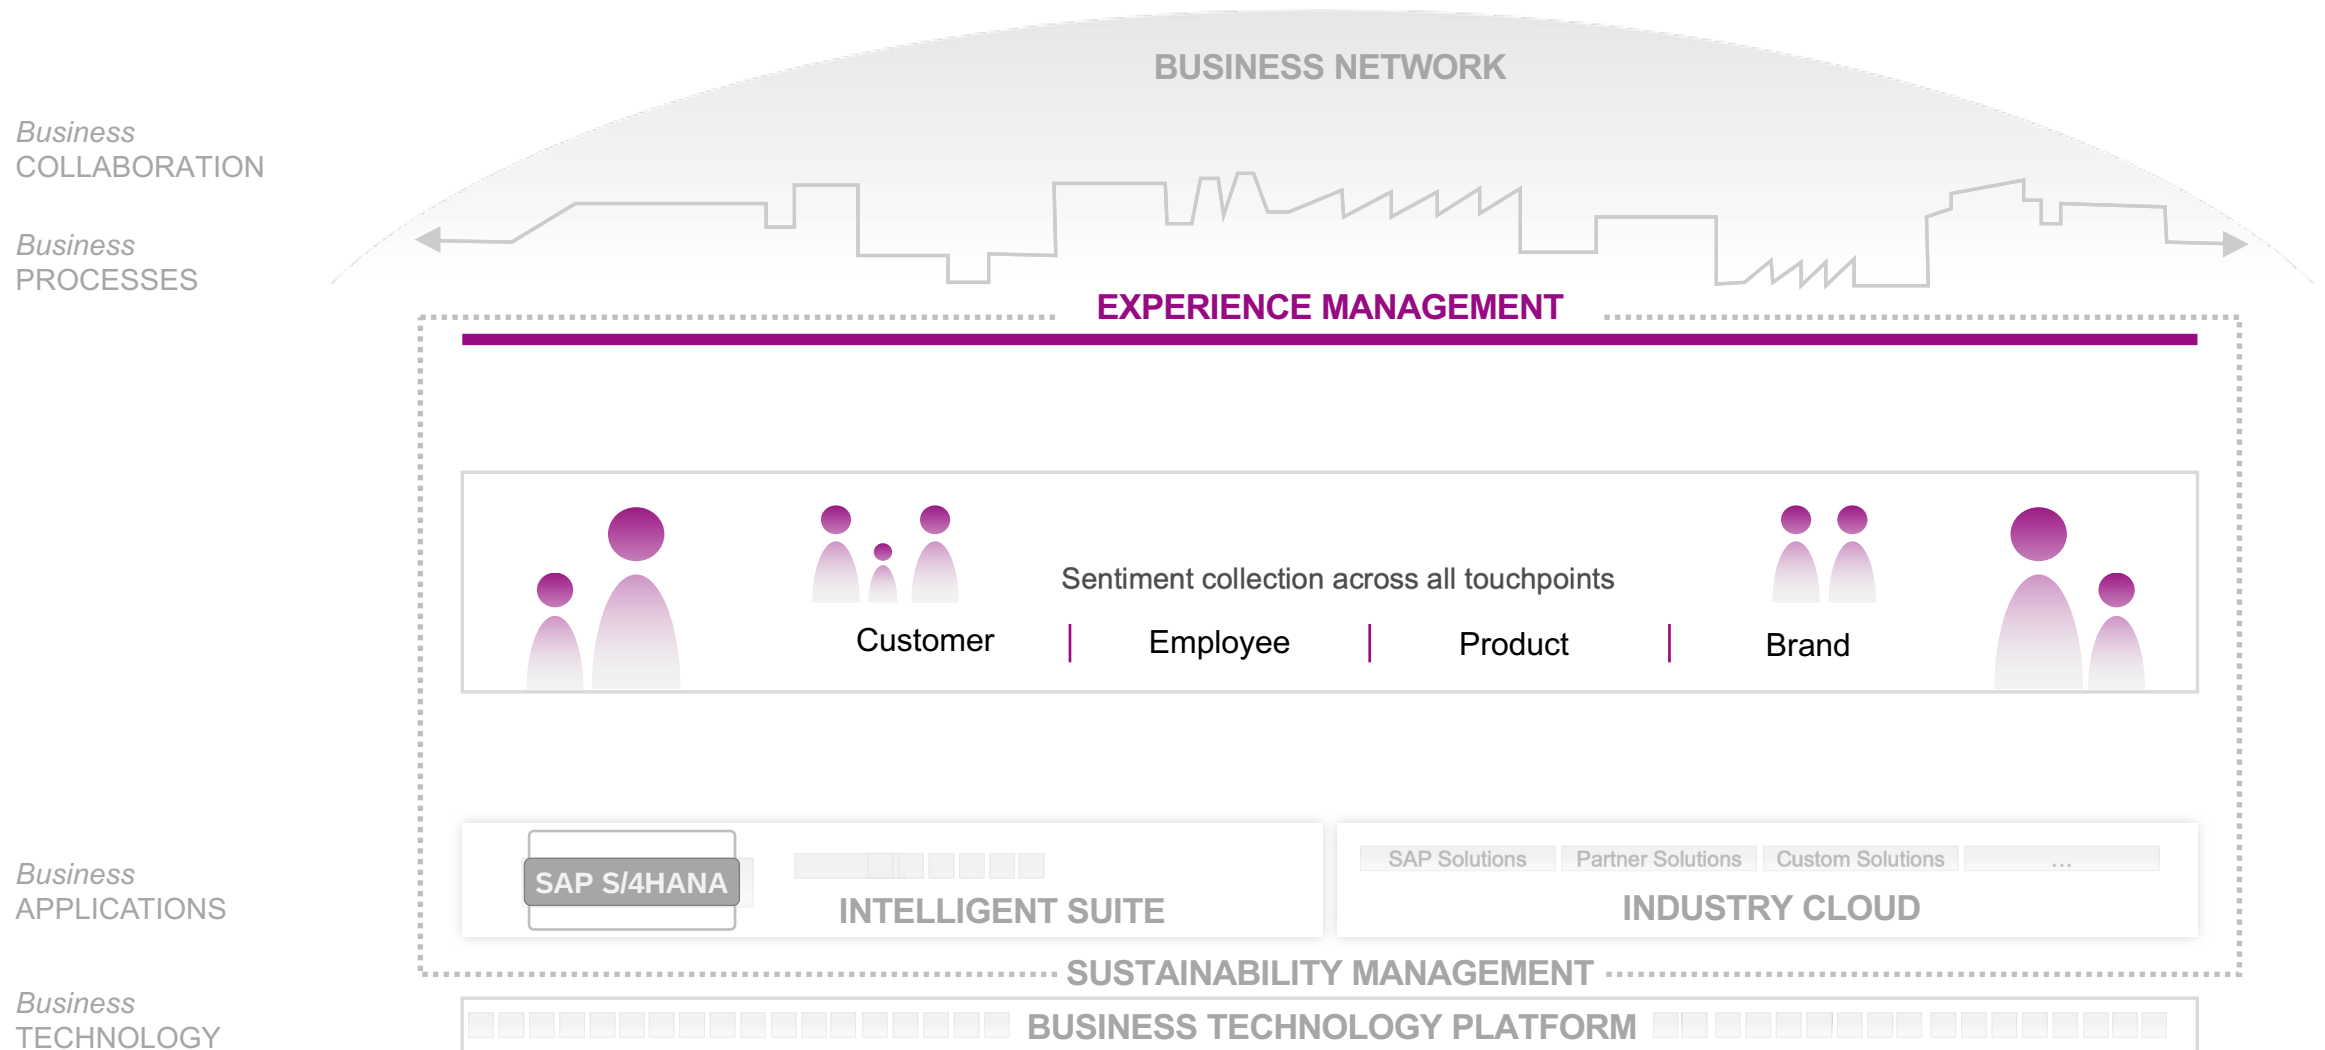 BUSINESS NETWORK
Business
COLLABORATION
Business
PROCESSES
EXPERIENCE MANAGEMENT
Sentiment collection across all touchpoints
Customer
Employee
Product
Brand
Business
APPLICATIONS
SAP S/4HANA
INTELLIGENT SUITE
SAP Solutions
Partner Solutions
Custom Solutions
...
INDUSTRY CLOUD
SUSTAINABILITY MANAGEMENT
Business
TECHNOLOGY
BUSINESS TECHNOLOGY PLATFORM